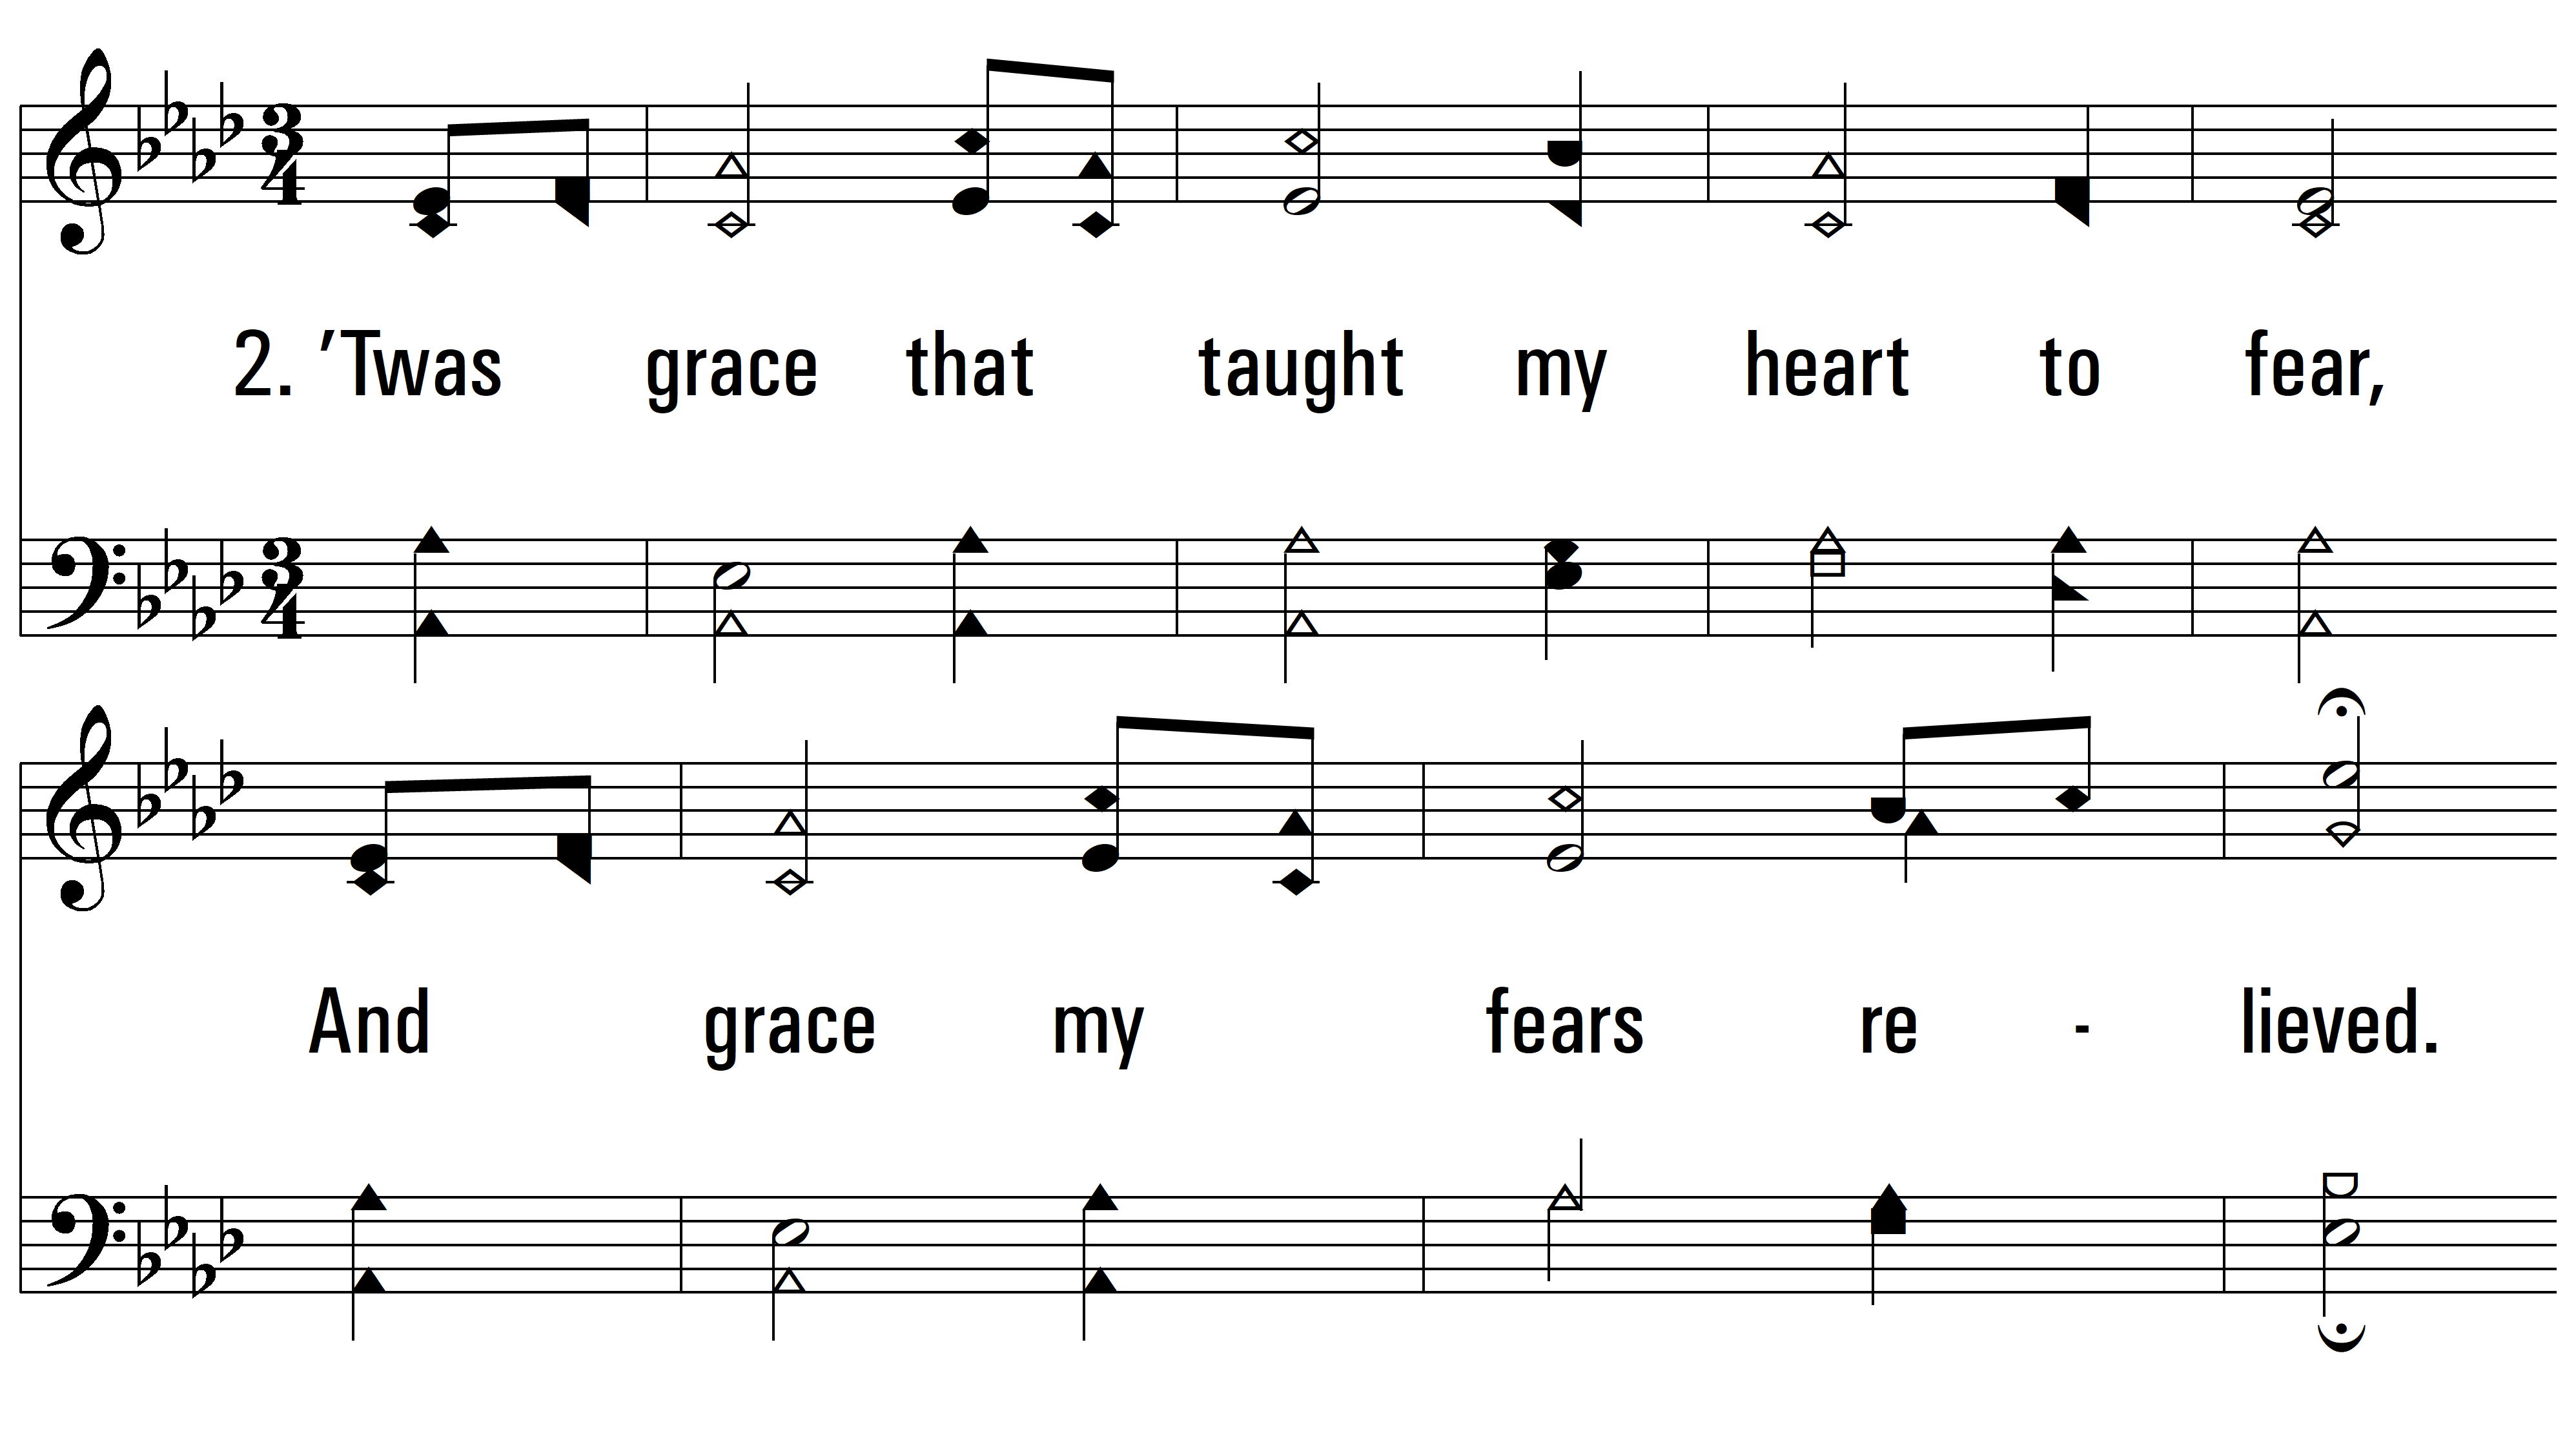 2. ’Twas grace that taught my heart to fear,
And grace my fears re - lieved.